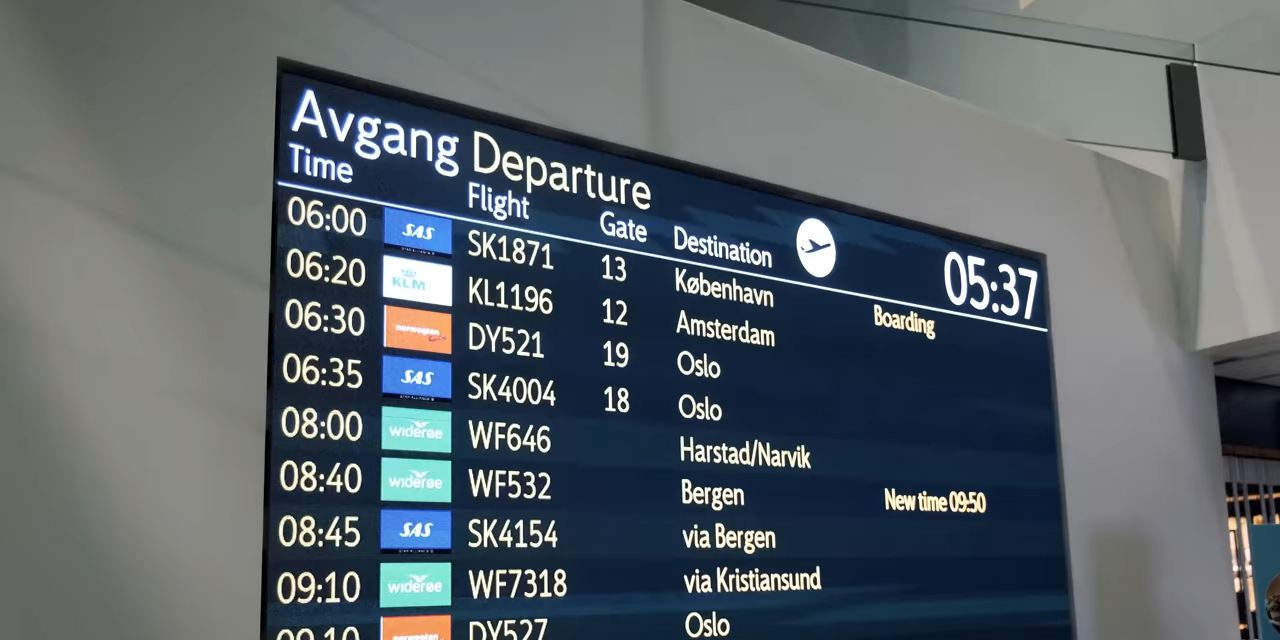 Avgang Departure
Time Flight Gate Destination 05:37
06:00 SAS SK1871 13 København Boarding
06:20 KLM KL1196 12 Amsterdam
06:30 norwegian DY521 19 Oslo
06:35 SAS SK4004 18 Oslo
08:00 widerøe WF646 Harstad/Narvik
08:40 widerøe WF532 Bergen New time 09:50
08:45 SAS SK4154 via Bergen
09:10 widerøe WF7318 via Kristiansund
09:10 norwegian DY527 Oslo